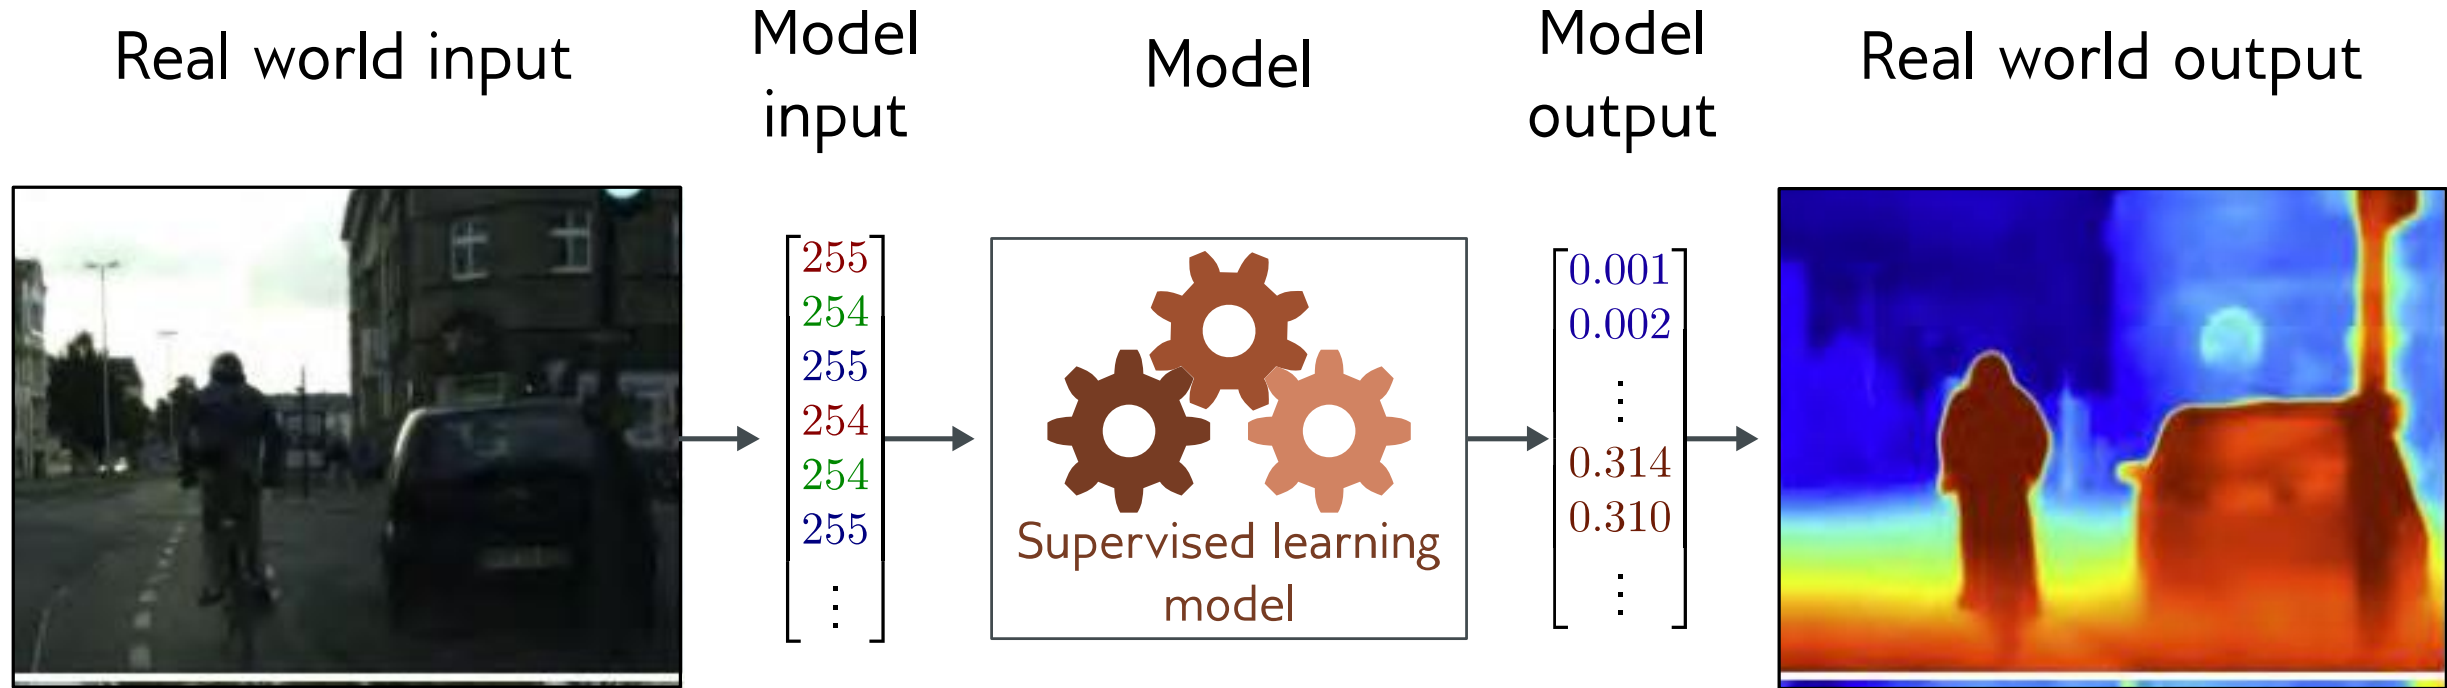 Real world input
Model
input
Model
Model
output
Real world output
255
254
255
254
254
255
⋮
Supervised learning
model
0.001
0.002
⋮
0.314
0.310
⋮